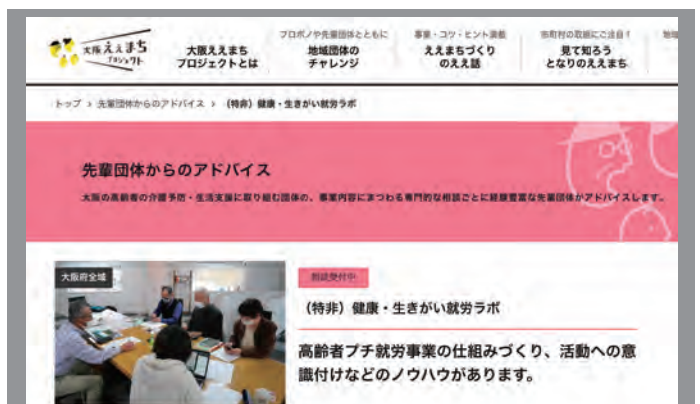 大阪ええまち
プロジェクト
大阪ええまち
プロジェクトとは
プロボノや先輩団体とともに
地域団体の
チャレンジ
事業・コツ・ヒント満載
ええまちづくり
のええ話
市町村の取組にご注目！
見て知ろう
となりのええまち
地域
トップ > 先輩団体からのアドバイス > (特非) 健康・生きがい就労ラボ
先輩団体からのアドバイス
大阪の高齢者の介護予防・生活支援に取り組む団体の、事業内容にまつわる専門的な相談ごとに経験豊富な先輩団体がアドバイスします。
大阪府全域
相談受付中
(特非) 健康・生きがい就労ラボ
高齢者プチ就労事業の仕組みづくり、活動への意
識付けなどのノウハウがあります。